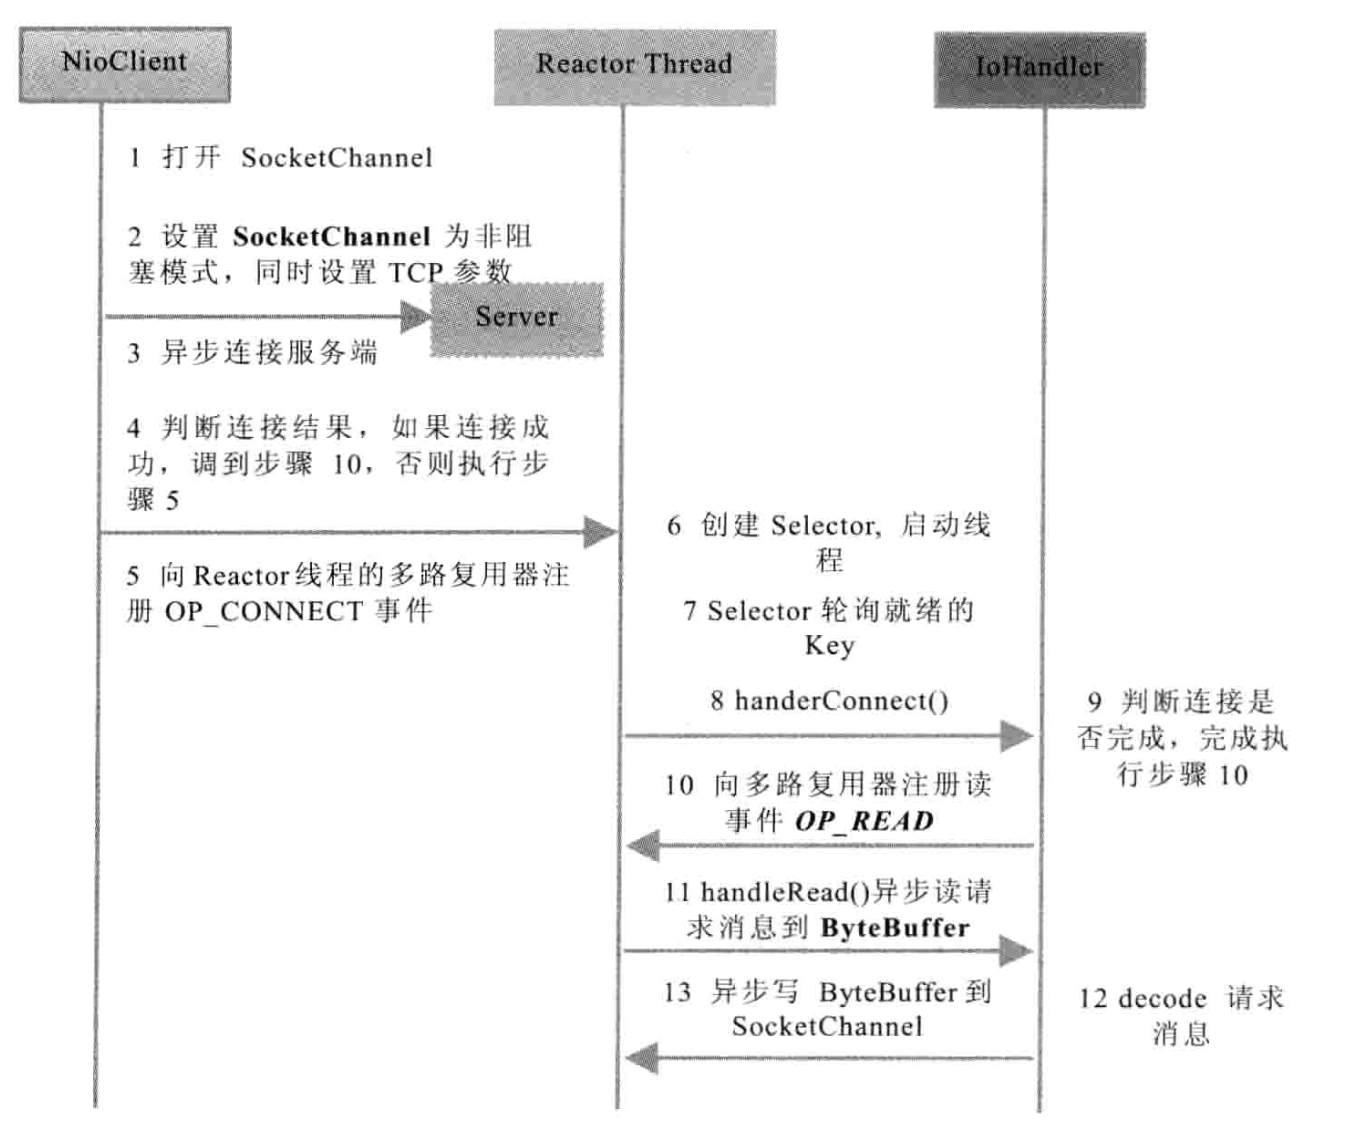 NioClient
Reactor Thread
IoHandler
1 打开 SocketChannel
2 设置 SocketChannel 为非阻
塞模式，同时设置 TCP 参数
Server
3 异步连接服务端
4 判断连接结果，如果连接成
功，调到步骤 10，否则执行步
骤 5
5 向Reactor线程的多路复用器注
册 OP_CONNECT 事件
6 创建 Selector, 启动线
程
7 Selector 轮询就绪的
Key
8 handerConnect()
9 判断连接是
否完成，完成执
行步骤 10
10 向多路复用器注册读
事件 OP_READ
11 handleRead()异步读请
求消息到 ByteBuffer
12 decode 请求
消息
13 异步写 ByteBuffer 到
SocketChannel